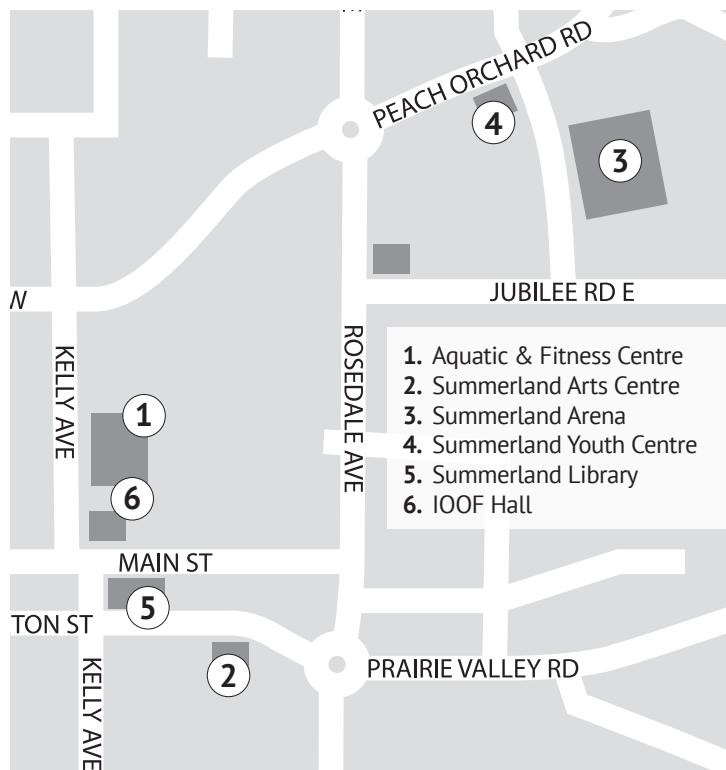 PEACH ORCHARD RD
4
3
W
JUBILEE RD E
KELLY AVE
ROSEDALE AVE
1. Aquatic & Fitness Centre
2. Summerland Arts Centre
3. Summerland Arena
4. Summerland Youth Centre
5. Summerland Library
6. IOOF Hall
1
6
MAIN ST
5
TON ST
KELLY AVE
2
PRAIRIE VALLEY RD